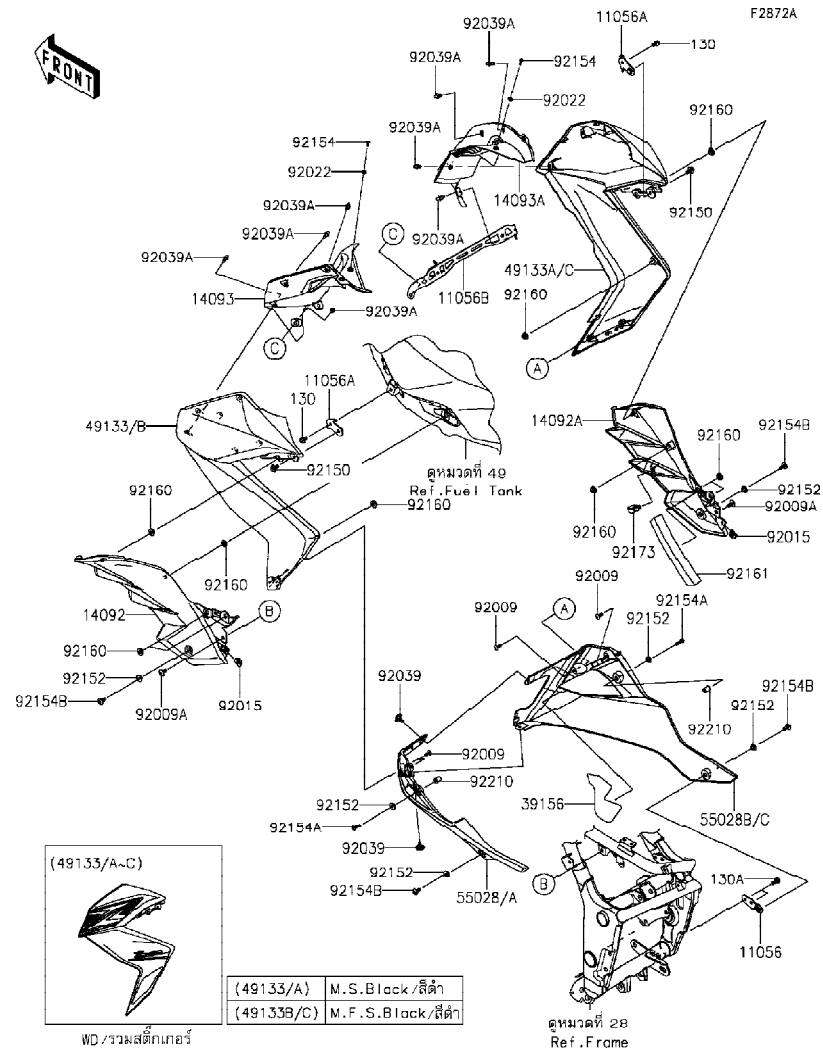 F2872A
FRONT
92039A
11056A
130
92039A
92154
92022
92160
92154
92039A
92022
14093A
92150
92039A
92039A
C
92039A
92039A
49133A/C
14093
92039A
11056B
92160
C
A
11056A
130
14092A
49133/B
92160
92154B
92150
ดูหมวดที่ 49
Ref.Fuel Tank
92160
92160
92152
92009A
92160
92015
92173
92160
92161
92009
B
A
92154A
14092
92009
92152
92160
92152
92039
92154B
92015
92154B
92009A
92152
92210
92009
92210
92152
39156
55028B/C
92154A
92039
(49133/A~C)
92152
B
130A
92154B
55028/A
11056
(49133/A) M.S.Black/สีดำ
(49133B/C) M.F.S.Black/สีดำ
WD/รวมสติ๊กเกอร์
ดูหมวดที่ 28
Ref.Frame